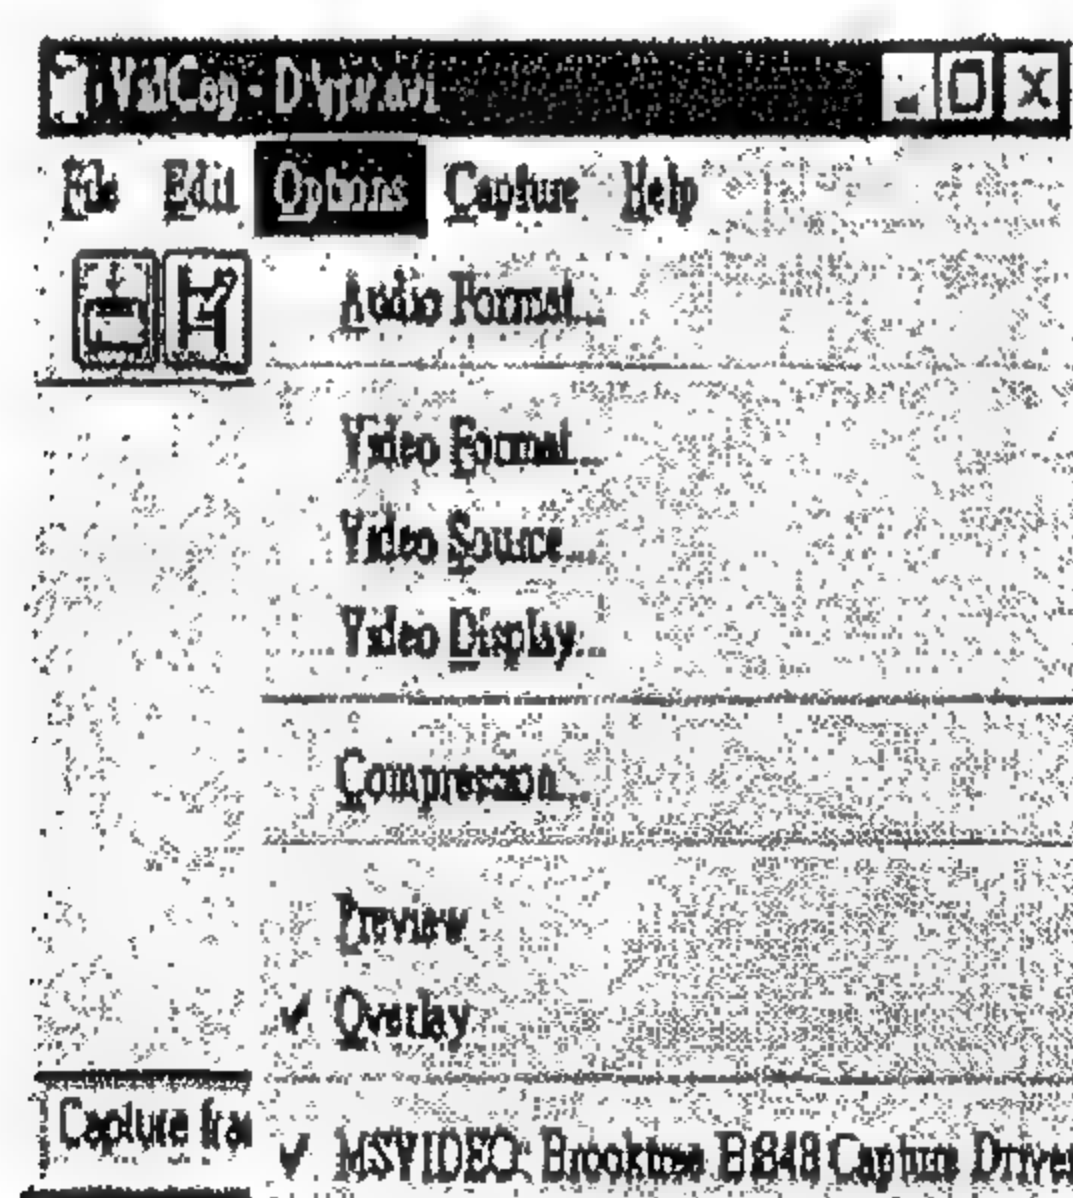 VidCap - D:\
File Edit Options Capture Help
Audio Format...
Video Format...
Video Source...
Video Display...
Compression...
Preview
Overlay
Capture
MSVIDEO: Brooktree Bt848 Capture Driver